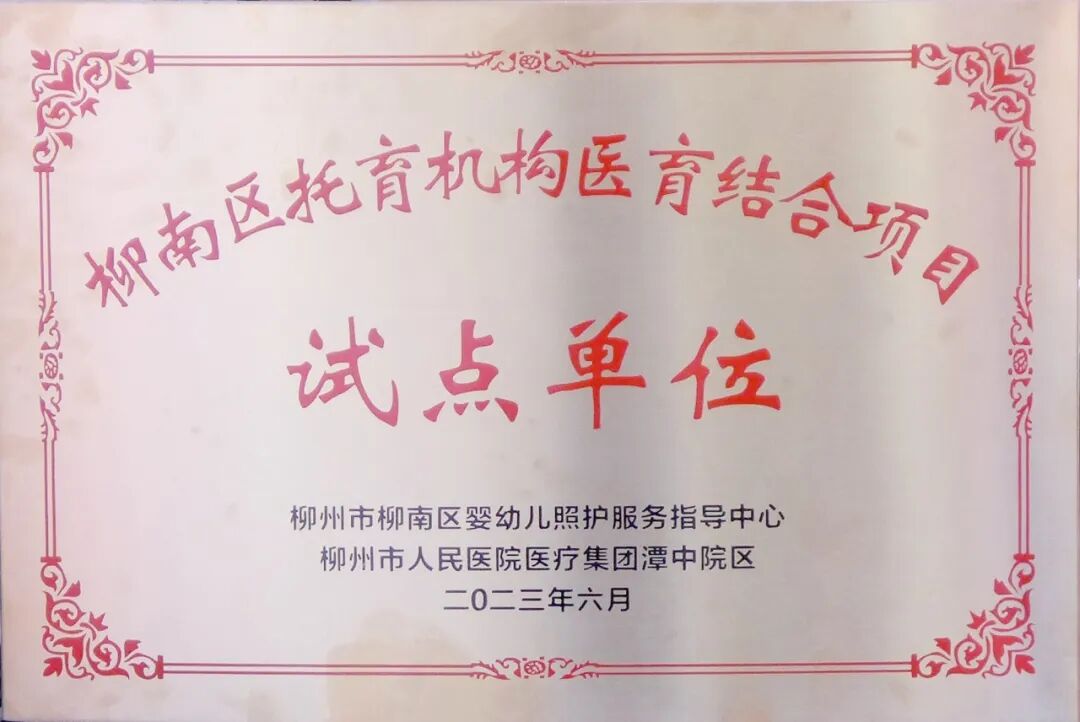 柳南区托育机构医育结合项目
试点单位
柳州市柳南区婴幼儿照护服务指导中心
柳州市人民医院医疗集团潭中院区
二0二三年六月